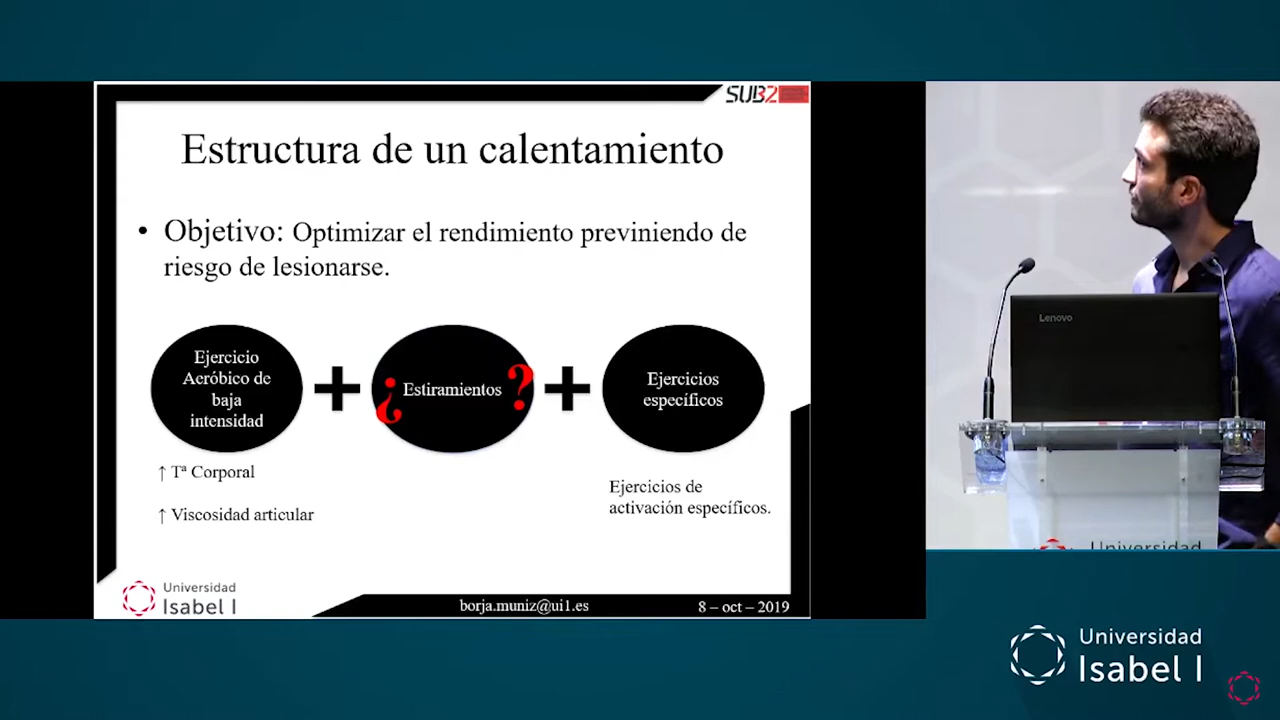 SUB2
Estructura de un calentamiento
• Objetivo: Optimizar el rendimiento previniendo de
riesgo de lesionarse.
Ejercicio
Aeróbico de
baja
intensidad
+
¿Estiramientos?
+
Ejercicios
específicos
↑ Tª Corporal
↑ Viscosidad articular
Ejercicios de
activación específicos.
Universidad
Isabel I
borja.muniz@ui1.es
8 – oct – 2019
Lenovo
Universidad
Universidad
Isabel I